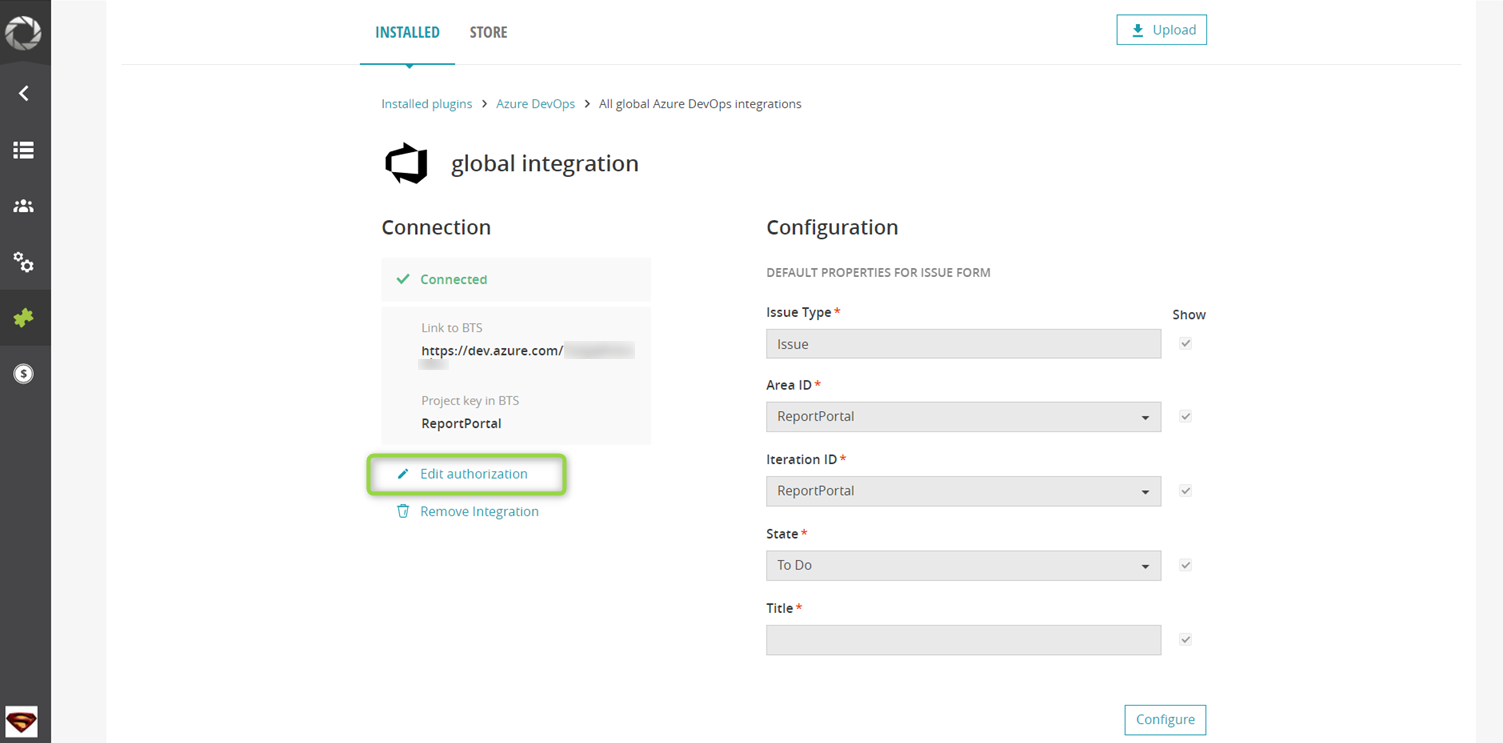 INSTALLED STORE
Upload
Installed plugins > Azure DevOps > All global Azure DevOps integrations
global integration
Connection
Connected
Link to BTS
https://dev.azure.com/
Project key in BTS
ReportPortal
Edit authorization
Remove Integration
Configuration
DEFAULT PROPERTIES FOR ISSUE FORM
Issue Type*
Show
Issue
Area ID*
ReportPortal
Iteration ID*
ReportPortal
State*
To Do
Title*
Configure